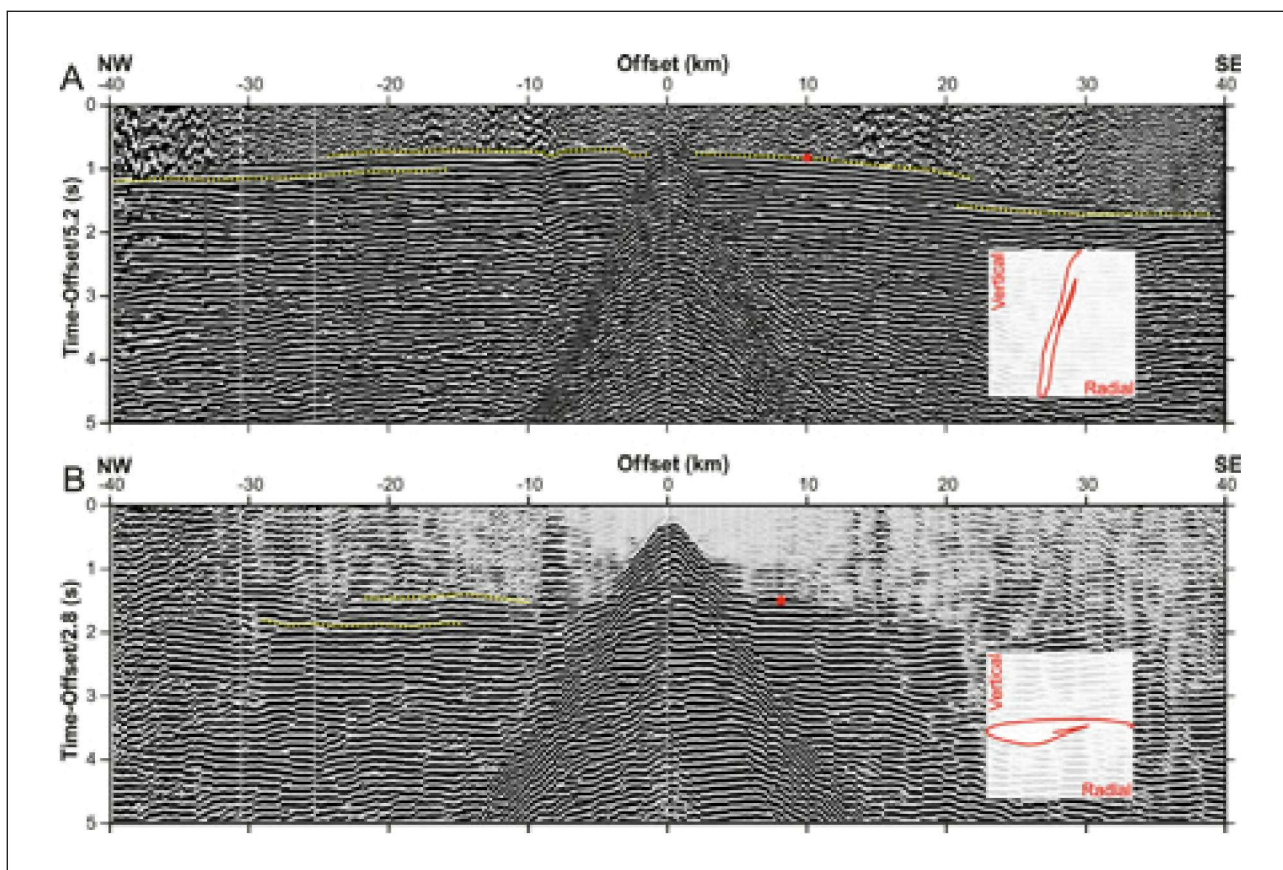 A
NW
Offset (km)
SE
-40 -30 -20 -10 0 10 20 30 40
0
1
2
3
4
5
Time-Offset/5.2 (s)
Vertical
Radial
B
NW
Offset (km)
SE
-40 -30 -20 -10 0 10 20 30 40
0
1
2
3
4
5
Time-Offset/2.8 (s)
Vertical
Radial